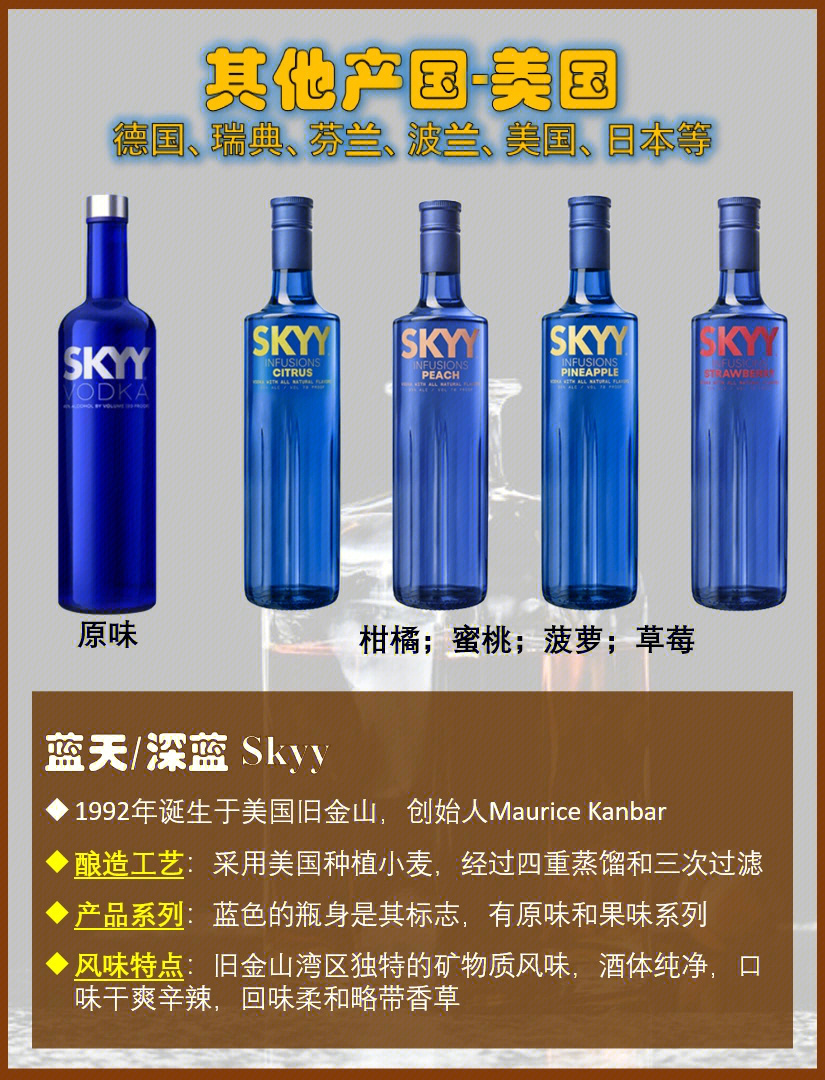 其他产国-美国
德国、瑞典、芬兰、波兰、美国、日本等
SKYY
VODKA
SKYY
INFUSIONS
CITRUS
SKYY
INFUSIONS
PEACH
SKYY
INFUSIONS
PINEAPPLE
SKYY
INFUSIONS
STRAWBERRY
原味
柑橘；蜜桃；菠萝；草莓
蓝天/深蓝 Skyy
1992年诞生于美国旧金山，创始人Maurice Kanbar
酿造工艺：采用美国种植小麦，经过四重蒸馏和三次过滤
产品系列：蓝色的瓶身是其标志，有原味和果味系列
风味特点：旧金山湾区独特的矿物质风味，酒体纯净，口
味干爽辛辣，回味柔和略带香草